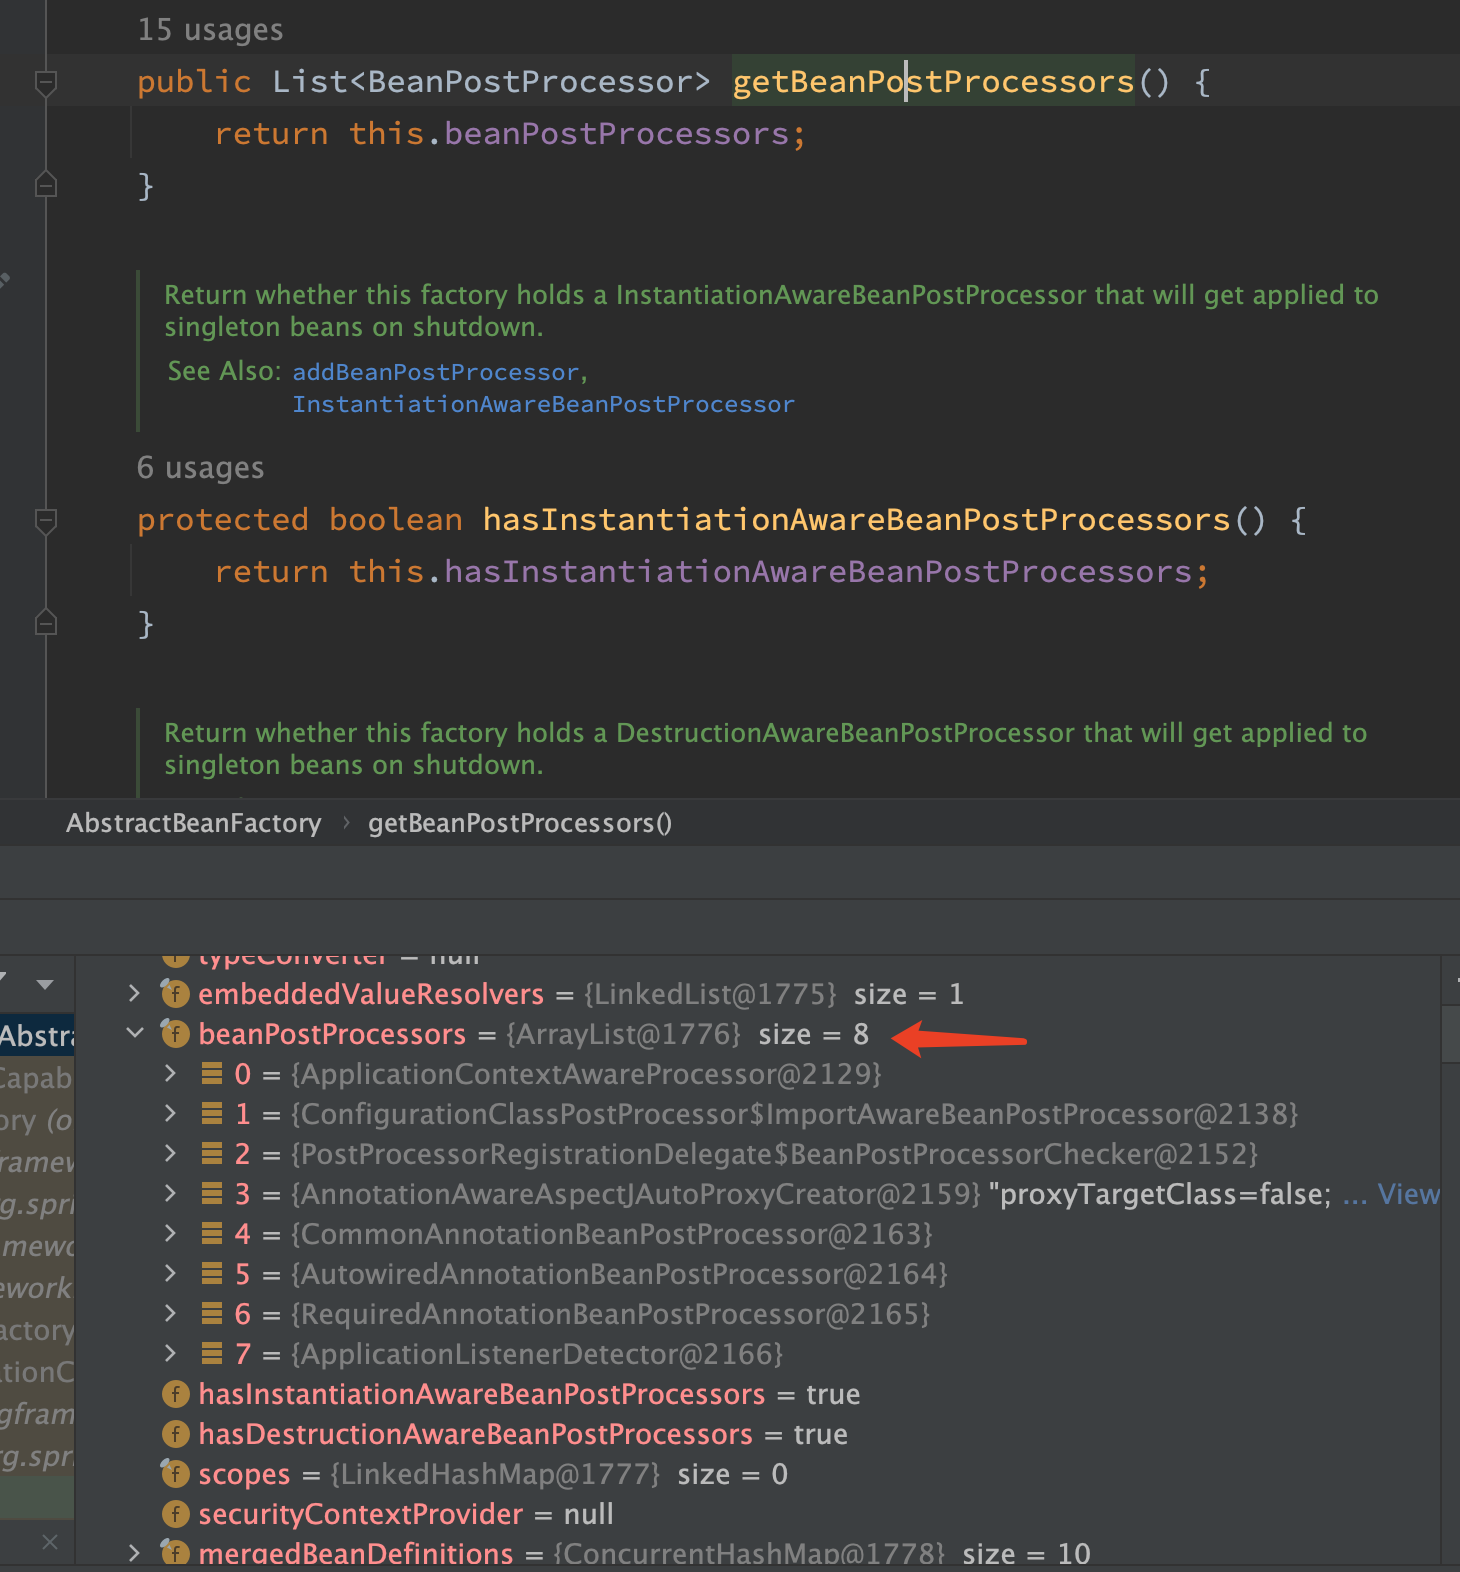 15 usages
public List<BeanPostProcessor> getBeanPostProcessors() {
return this.beanPostProcessors;
}
Return whether this factory holds a InstantiationAwareBeanPostProcessor that will get applied to
singleton beans on shutdown.
See Also: addBeanPostProcessor,
InstantiationAwareBeanPostProcessor
6 usages
protected boolean hasInstantiationAwareBeanPostProcessors() {
return this.hasInstantiationAwareBeanPostProcessors;
}
Return whether this factory holds a DestructionAwareBeanPostProcessor that will get applied to
singleton beans on shutdown.
AbstractBeanFactory › getBeanPostProcessors()
typeConverter = null
embeddedValueResolvers = {LinkedList@1775} size = 1
Abstra beanPostProcessors = {ArrayList@1776} size = 8
Capab 0 = {ApplicationContextAwareProcessor@2129}
ory (o 1 = {ConfigurationClassPostProcessor$ImportAwareBeanPostProcessor@2138}
ramew 2 = {PostProcessorRegistrationDelegate$BeanPostProcessorChecker@2152}
g.spri 3 = {AnnotationAwareAspectJAutoProxyCreator@2159} "proxyTargetClass=false; ... View
mewo 4 = {CommonAnnotationBeanPostProcessor@2163}
ework 5 = {AutowiredAnnotationBeanPostProcessor@2164}
actory 6 = {RequiredAnnotationBeanPostProcessor@2165}
ationC 7 = {ApplicationListenerDetector@2166}
gfram hasInstantiationAwareBeanPostProcessors = true
rg.spri hasDestructionAwareBeanPostProcessors = true
scopes = {LinkedHashMap@1777} size = 0
securityContextProvider = null
mergedBeanDefinitions = {ConcurrentHashMap@1778} size = 10